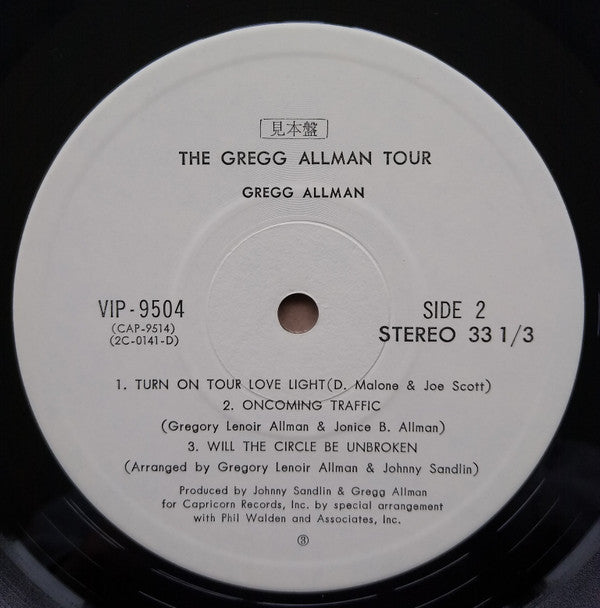 見本盤
THE GREGG ALLMAN TOUR
GREGG ALLMAN
VIP-9504
(CAP-9514)
(2C-0141-D)
SIDE 2
STEREO 33 1/3
1. TURN ON TOUR LOVE LIGHT(D. Malone & Joe Scott)
2. ONCOMING TRAFFIC
(Gregory Lenoir Allman & Jonice B. Allman)
3. WILL THE CIRCLE BE UNBROKEN
(Arranged by Gregory Lenoir Allman & Johnny Sandlin)
Produced by Johnny Sandlin & Gregg Allman
for Capricorn Records, Inc. by special arrangement
with Phil Walden and Associates, Inc.
③